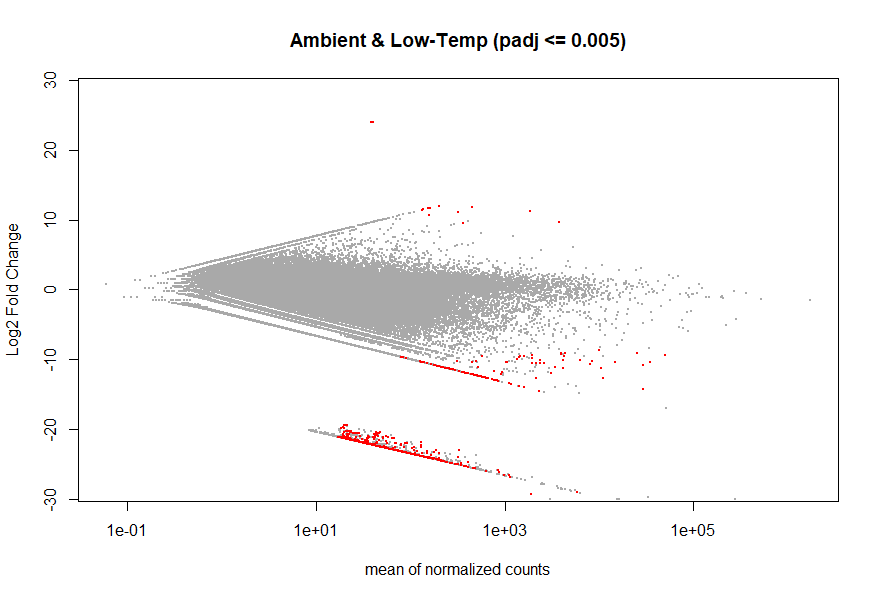 Ambient & Low-Temp (padj <= 0.005)
Log2 Fold Change
30
20
10
0
-10
-20
-30
1e-01
1e+01
1e+03
1e+05
mean of normalized counts